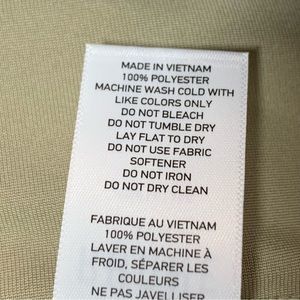 MADE IN VIETNAM
100% POLYESTER
MACHINE WASH COLD WITH
LIKE COLORS ONLY
DO NOT BLEACH
DO NOT TUMBLE DRY
LAY FLAT TO DRY
DO NOT USE FABRIC
SOFTENER
DO NOT IRON
DO NOT DRY CLEAN
FABRIQUE AU VIETNAM
100% POLYESTER
LAVER EN MACHINE À
FROID, SÉPARER LES
COULEURS
NE PAS JAVELLISER